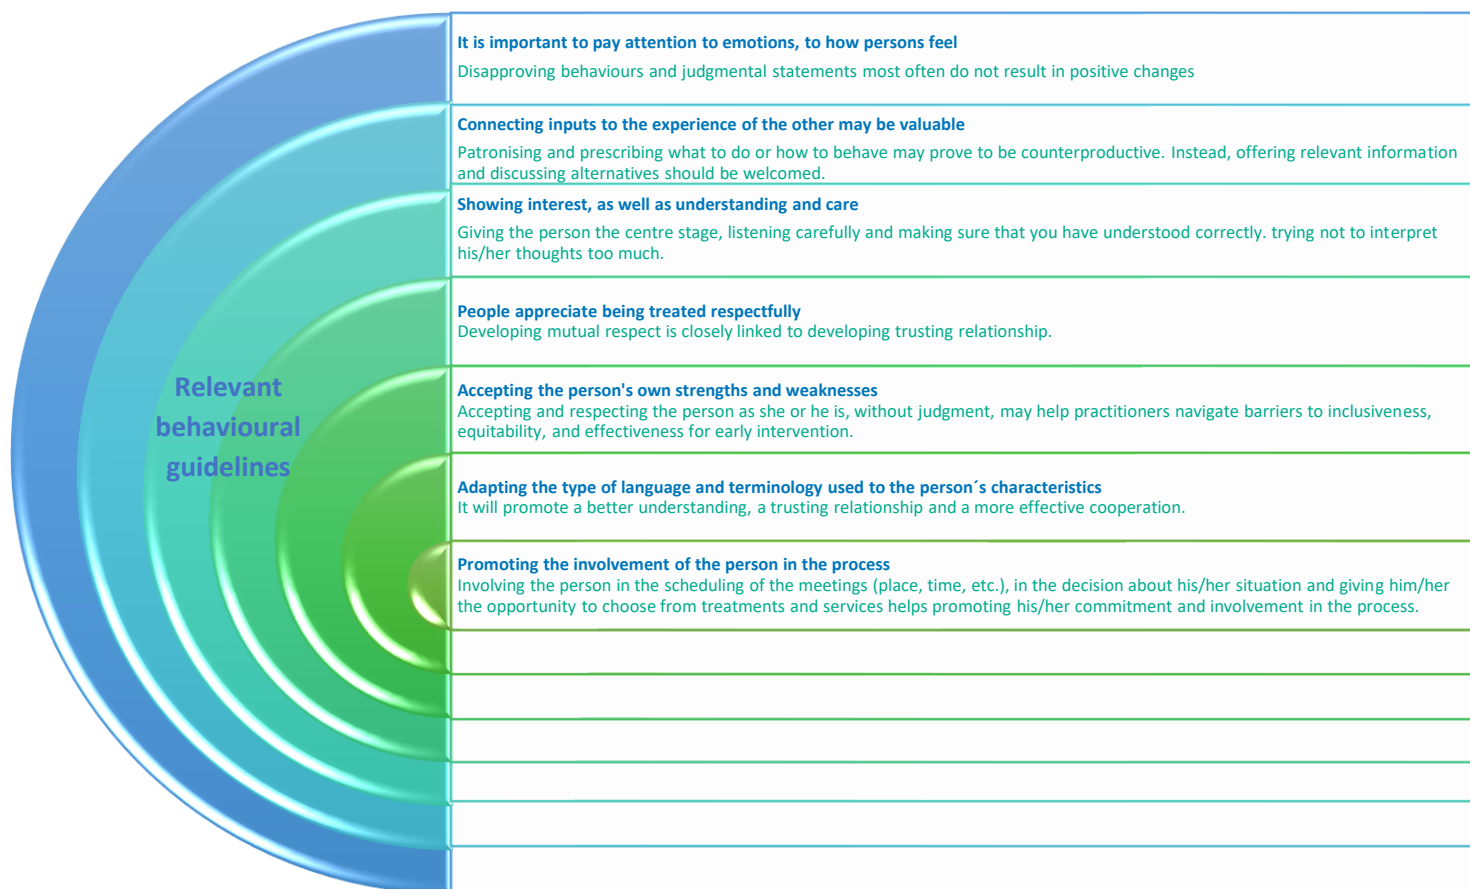 It is important to pay attention to emotions, to how persons feel
Disapproving behaviours and judgmental statements most often do not result in positive changes
Connecting inputs to the experience of the other may be valuable
Patronising and prescribing what to do or how to behave may prove to be counterproductive. Instead, offering relevant information
and discussing alternatives should be welcomed.
Showing interest, as well as understanding and care
Giving the person the centre stage, listening carefully and making sure that you have understood correctly. trying not to interpret
his/her thoughts too much.
People appreciate being treated respectfully
Developing mutual respect is closely linked to developing trusting relationship.
Relevant
behavioural
guidelines
Accepting the person's own strengths and weaknesses
Accepting and respecting the person as she or he is, without judgment, may help practitioners navigate barriers to inclusiveness,
equitability, and effectiveness for early intervention.
Adapting the type of language and terminology used to the person´s characteristics
It will promote a better understanding, a trusting relationship and a more effective cooperation.
Promoting the involvement of the person in the process
Involving the person in the scheduling of the meetings (place, time, etc.), in the decision about his/her situation and giving him/her
the opportunity to choose from treatments and services helps promoting his/her commitment and involvement in the process.